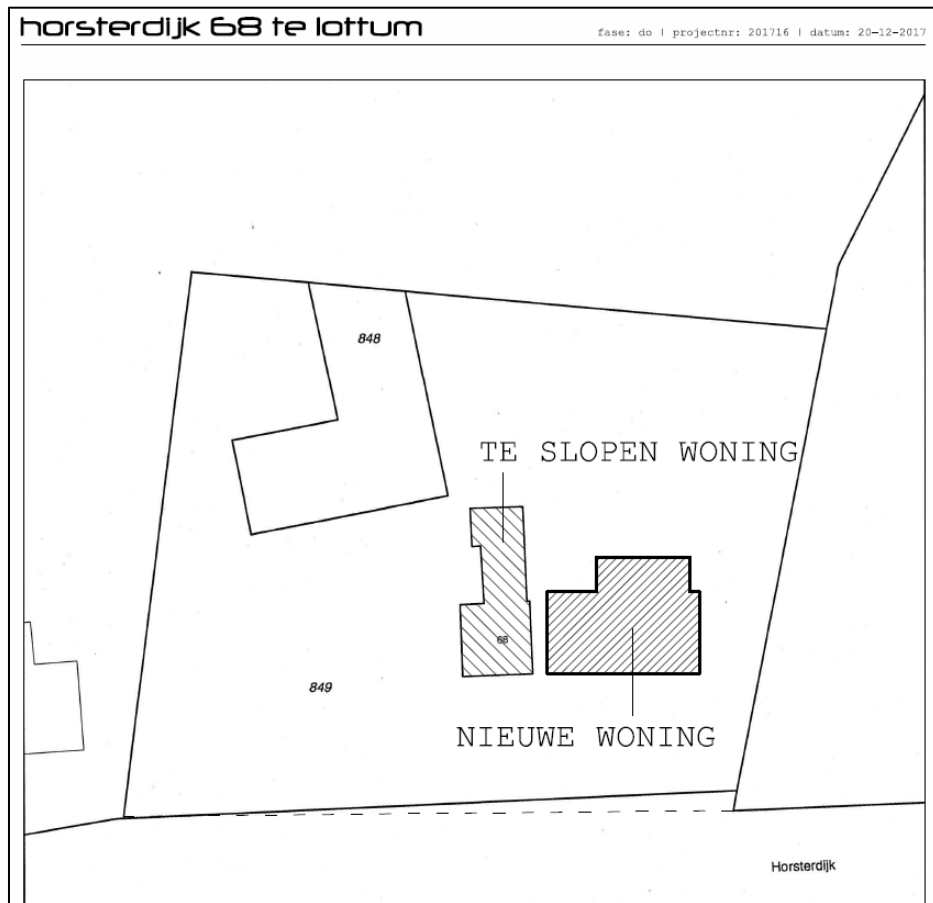 horsterdijk 68 te lottum
fase: do | projectnr: 201716 | datum: 20-12-2017
848
TE SLOPEN WONING
68
849
NIEUWE WONING
Horsterdijk